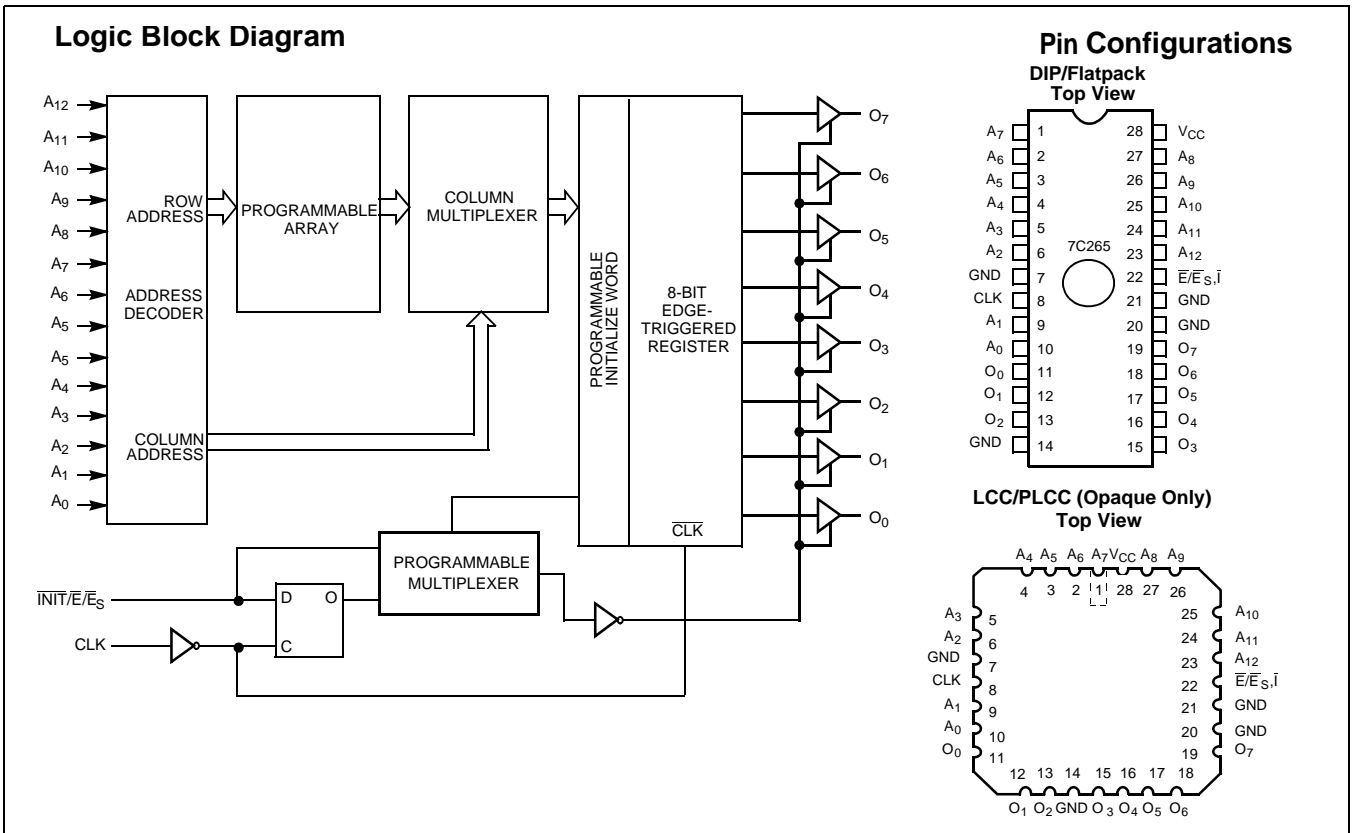 Logic Block Diagram
A12
A11
A10
A9
A8
A7
A6
A5
A5
A4
A3
A2
A1
A0
ROW
ADDRESS
ADDRESS
DECODER
COLUMN
ADDRESS
PROGRAMMABLE
ARRAY
COLUMN
MULTIPLEXER
PROGRAMMABLE
INITIALIZE WORD
8-BIT
EDGE-
TRIGGERED
REGISTER
CLK
O7
O6
O5
O4
O3
O2
O1
O0
INIT/E/ES
CLK
D O
C
PROGRAMMABLE
MULTIPLEXER
Pin Configurations
DIP/Flatpack
Top View
A7 1 28 VCC
A6 2 27 A8
A5 3 26 A9
A4 4 25 A10
A3 5 24 A11
A2 6 7C265 23 A12
GND 7 22 E/ES,I
CLK 8 21 GND
A1 9 20 GND
A0 10 19 O7
O0 11 18 O6
O1 12 17 O5
O2 13 16 O4
GND 14 15 O3
LCC/PLCC (Opaque Only)
Top View
A4 A5 A6 A7 VCC A8 A9
4 3 2 1 28 27 26
A3 5 25 A10
A2 6 24 A11
GND 7 23 A12
CLK 8 22 E/ES,I
A1 9 21 GND
A0 10 20 GND
O0 11 19 O7
12 13 14 15 16 17 18
O1 O2 GND O3 O4 O5 O6